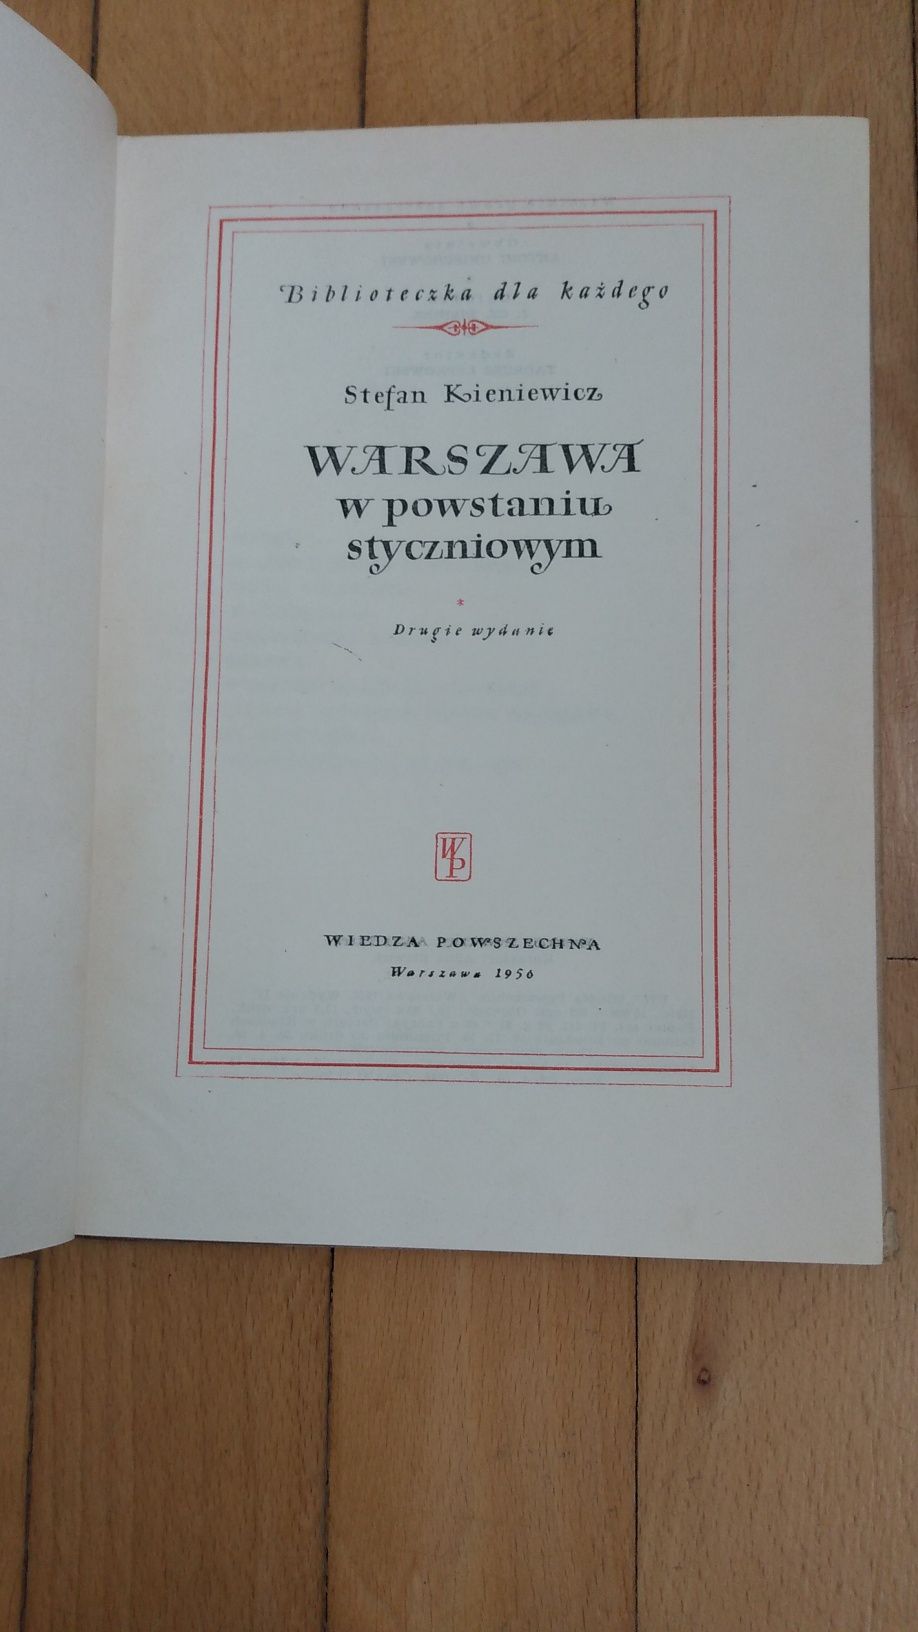 Biblioteczka dla każdego
Stefan Kieniewicz
WARSZAWA
w powstaniu
styczniowym
*
Drugie wydanie
WP
WIEDZA POWSZECHNA
Warszawa 1956